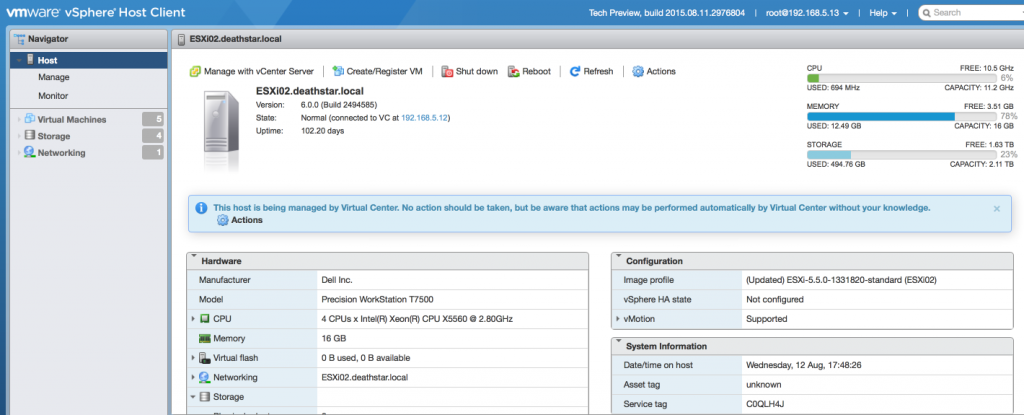 vmware vSphere® Host Client
Tech Preview, build 2015.08.11.2976804 | root@192.168.5.13 | Help | Search
Navigator
Host
Manage
Monitor
Virtual Machines 5
Storage 4
Networking 1
ESXi02.deathstar.local
Manage with vCenter Server | Create/Register VM | Shut down Reboot | Refresh | Actions
ESXi02.deathstar.local
Version: 6.0.0 (Build 2494585)
State: Normal (connected to VC at 192.168.5.12)
Uptime: 102.20 days
CPU FREE: 10.5 GHz
6%
USED: 694 MHz CAPACITY: 11.2 GHz
MEMORY FREE: 3.51 GB
78%
USED: 12.49 GB CAPACITY: 16 GB
STORAGE FREE: 1.63 TB
23%
USED: 494.76 GB CAPACITY: 2.11 TB
This host is being managed by Virtual Center. No action should be taken, but be aware that actions may be performed automatically by Virtual Center without your knowledge.
Actions
Hardware
Manufacturer Dell Inc.
Model Precision WorkStation T7500
CPU 4 CPUs x Intel(R) Xeon(R) CPU X5560 @ 2.80GHz
Memory 16 GB
Virtual flash 0 B used, 0 B available
Networking ESXi02.deathstar.local
Storage
Configuration
Image profile (Updated) ESXi-5.5.0-1331820-standard (ESXi02)
vSphere HA state Not configured
vMotion Supported
System Information
Date/time on host Wednesday, 12 Aug, 17:48:26
Asset tag unknown
Service tag C0QLH4J